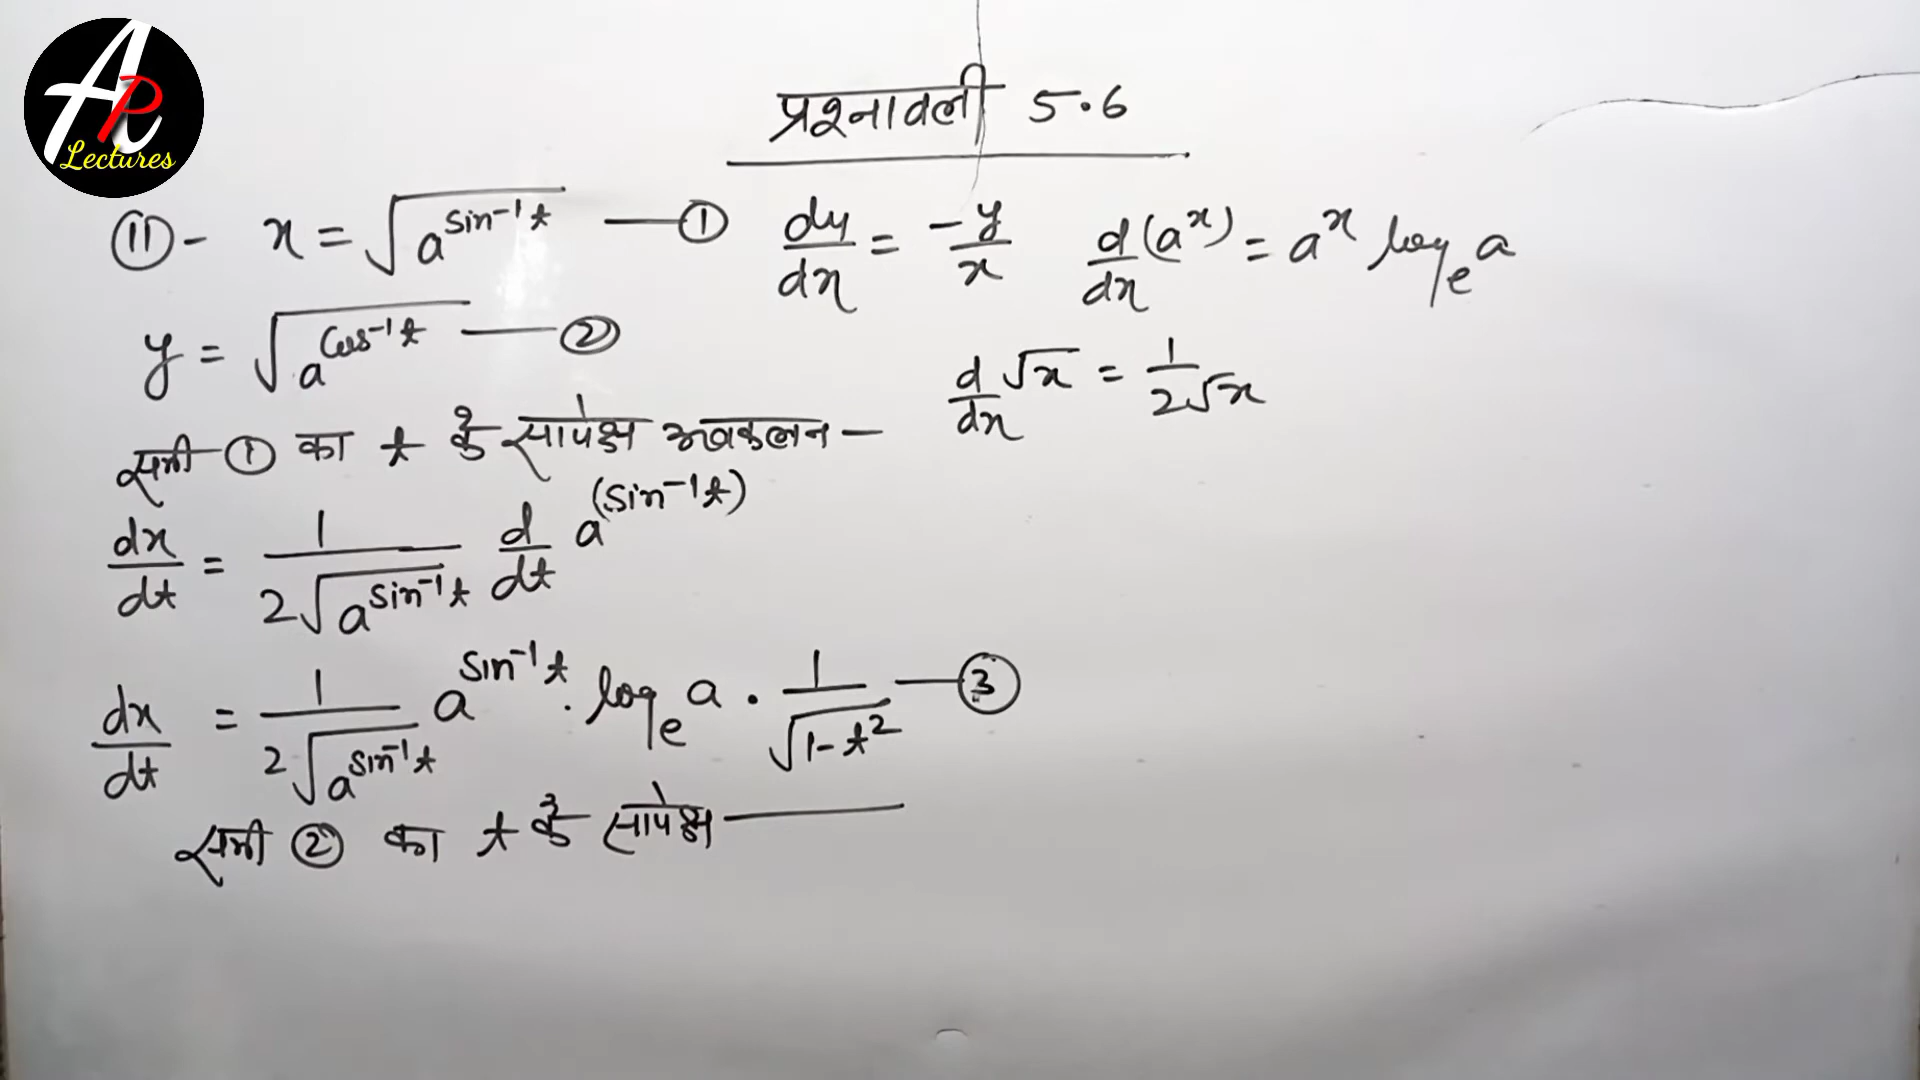 AR
Lectures
प्रश्नावली 5.6
11- x = √(a^(sin⁻¹t)) — ① dy/dx = -y/x d/dx (a^x) = a^x log_e a
y = √(a^(cos⁻¹t)) — ② d/dx √x = 1/(2√x)
समी ① का t के सापेक्ष अवकलन -
dx/dt = 1/(2√(a^(sin⁻¹t))) d/dt a^(sin⁻¹t)
dx/dt = 1/(2√(a^(sin⁻¹t))) a^(sin⁻¹t) . log_e a . 1/√(1-t²) — ③
समी ② का t के सापेक्ष —